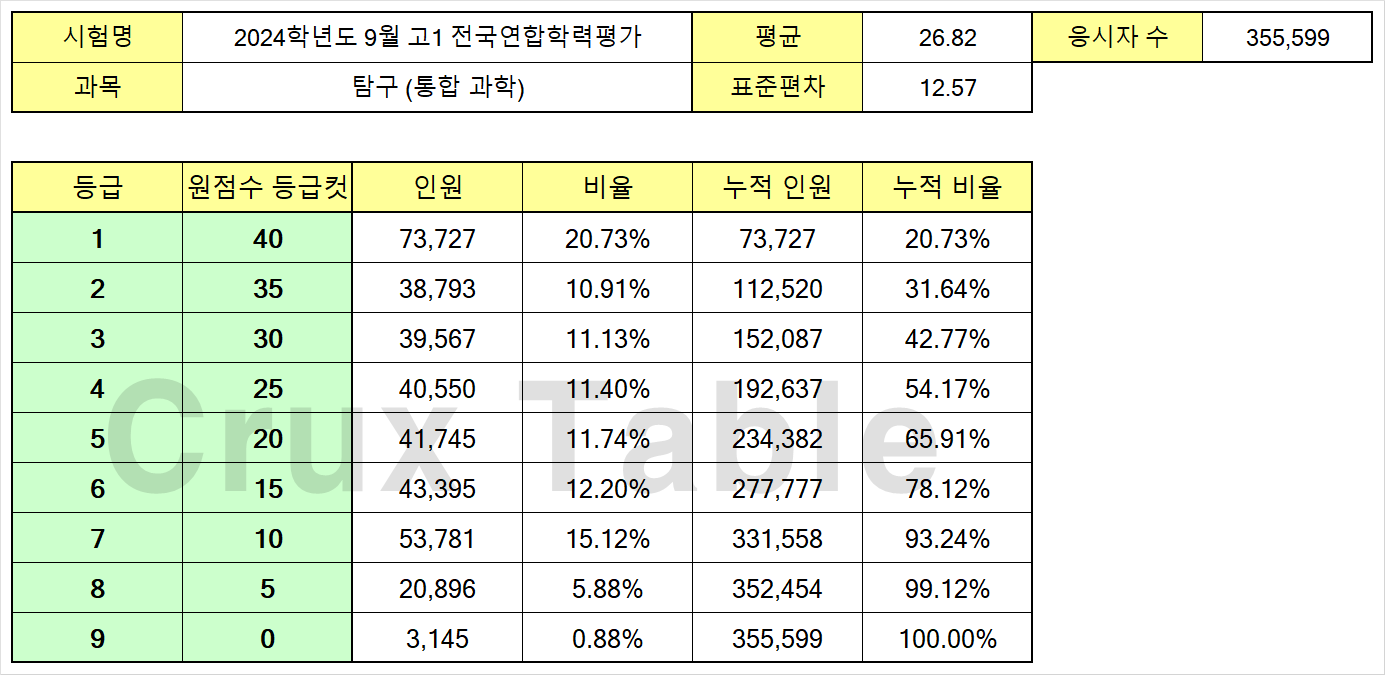 시험명 2024학년도 9월 고1 전국연합학력평가 평균 26.82 응시자 수 355,599
과목 탐구 (통합 과학) 표준편차 12.57
등급 원점수 등급컷 인원 비율 누적 인원 누적 비율
1 40 73,727 20.73% 73,727 20.73%
2 35 38,793 10.91% 112,520 31.64%
3 30 39,567 11.13% 152,087 42.77%
4 25 40,550 11.40% 192,637 54.17%
5 20 41,745 11.74% 234,382 65.91%
6 15 43,395 12.20% 277,777 78.12%
7 10 53,781 15.12% 331,558 93.24%
8 5 20,896 5.88% 352,454 99.12%
9 0 3,145 0.88% 355,599 100.00%
Crux Table